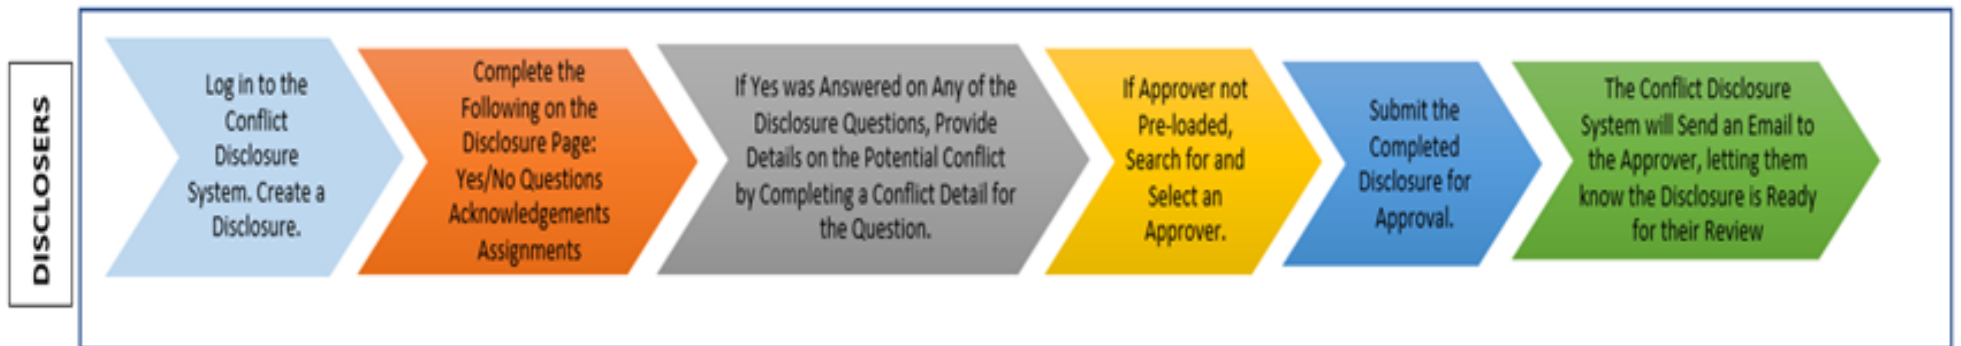 DISCLOSERS
Log in to the
Conflict
Disclosure
System. Create a
Disclosure.
Complete the
Following on the
Disclosure Page:
Yes/No Questions
Acknowledgements
Assignments
If Yes was Answered on Any of the
Disclosure Questions, Provide
Details on the Potential Conflict
by Completing a Conflict Detail for
the Question.
If Approver not
Pre-loaded,
Search for and
Select an
Approver.
Submit the
Completed
Disclosure for
Approval.
The Conflict Disclosure
System will Send an Email to
the Approver, letting them
know the Disclosure is Ready
for their Review